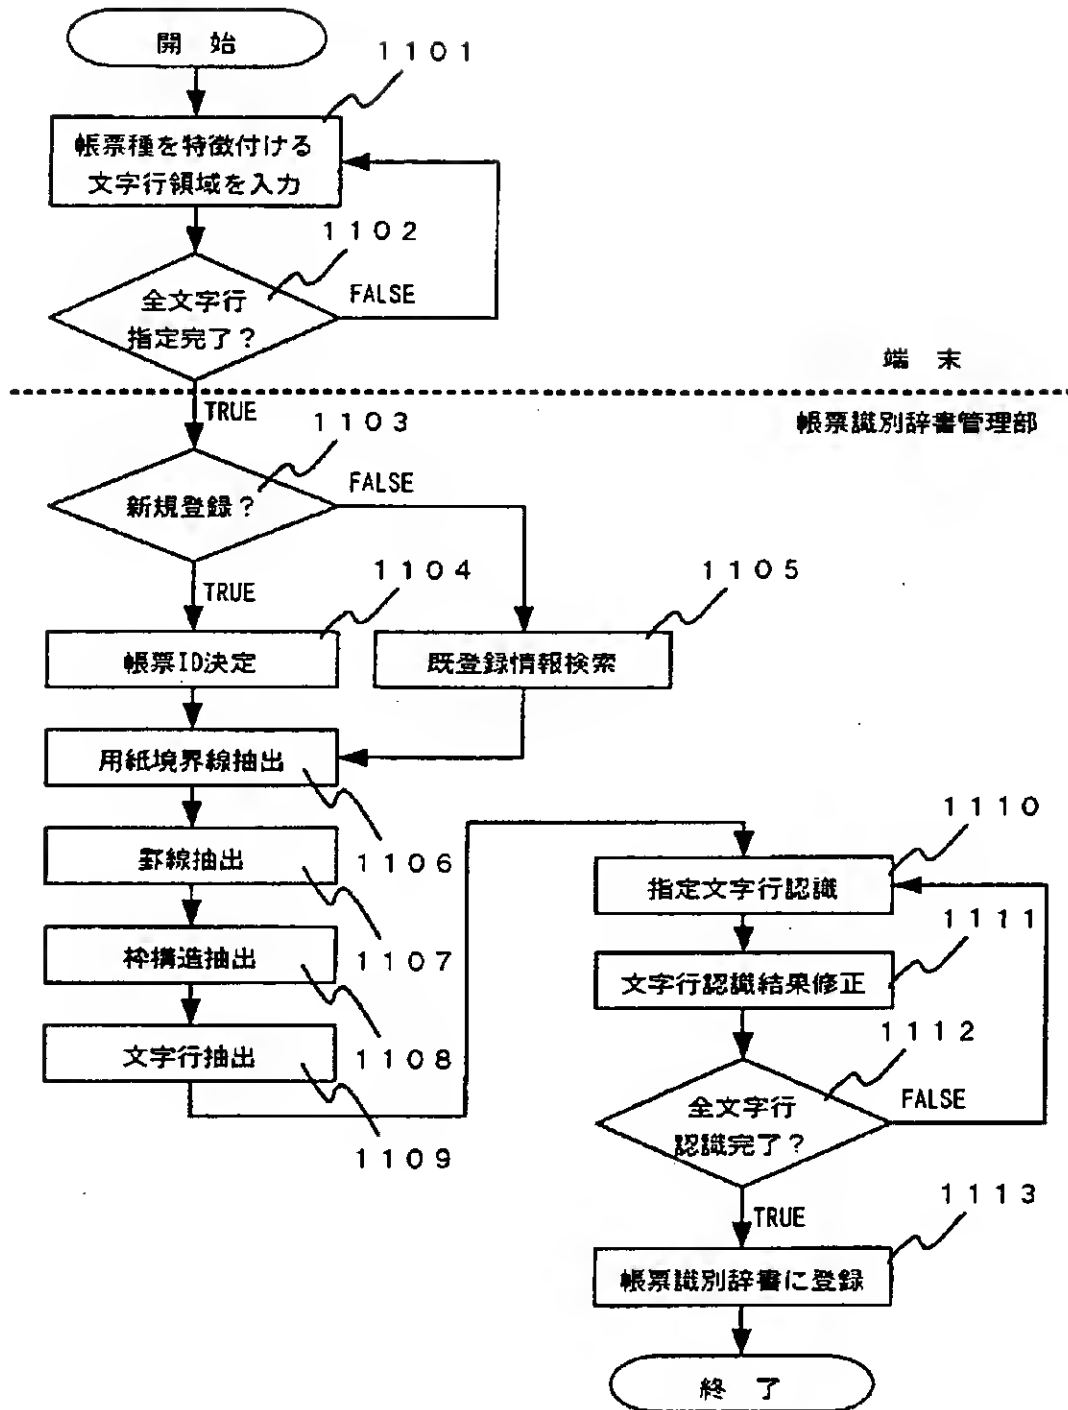 開 始
1101
帳票種を特徴付ける
文字行領域を入力
1102
全文字行
指定完了？
FALSE
端 末
TRUE
帳票識別辞書管理部
1103
新規登録？
FALSE
TRUE
1104
1105
帳票ID決定
既登録情報検索
用紙境界線抽出
1106
罫線抽出
1107
枠構造抽出
1108
文字行抽出
1109
1110
指定文字行認識
1111
文字行認識結果修正
1112
全文字行
認識完了？
FALSE
TRUE
1113
帳票識別辞書に登録
終 了